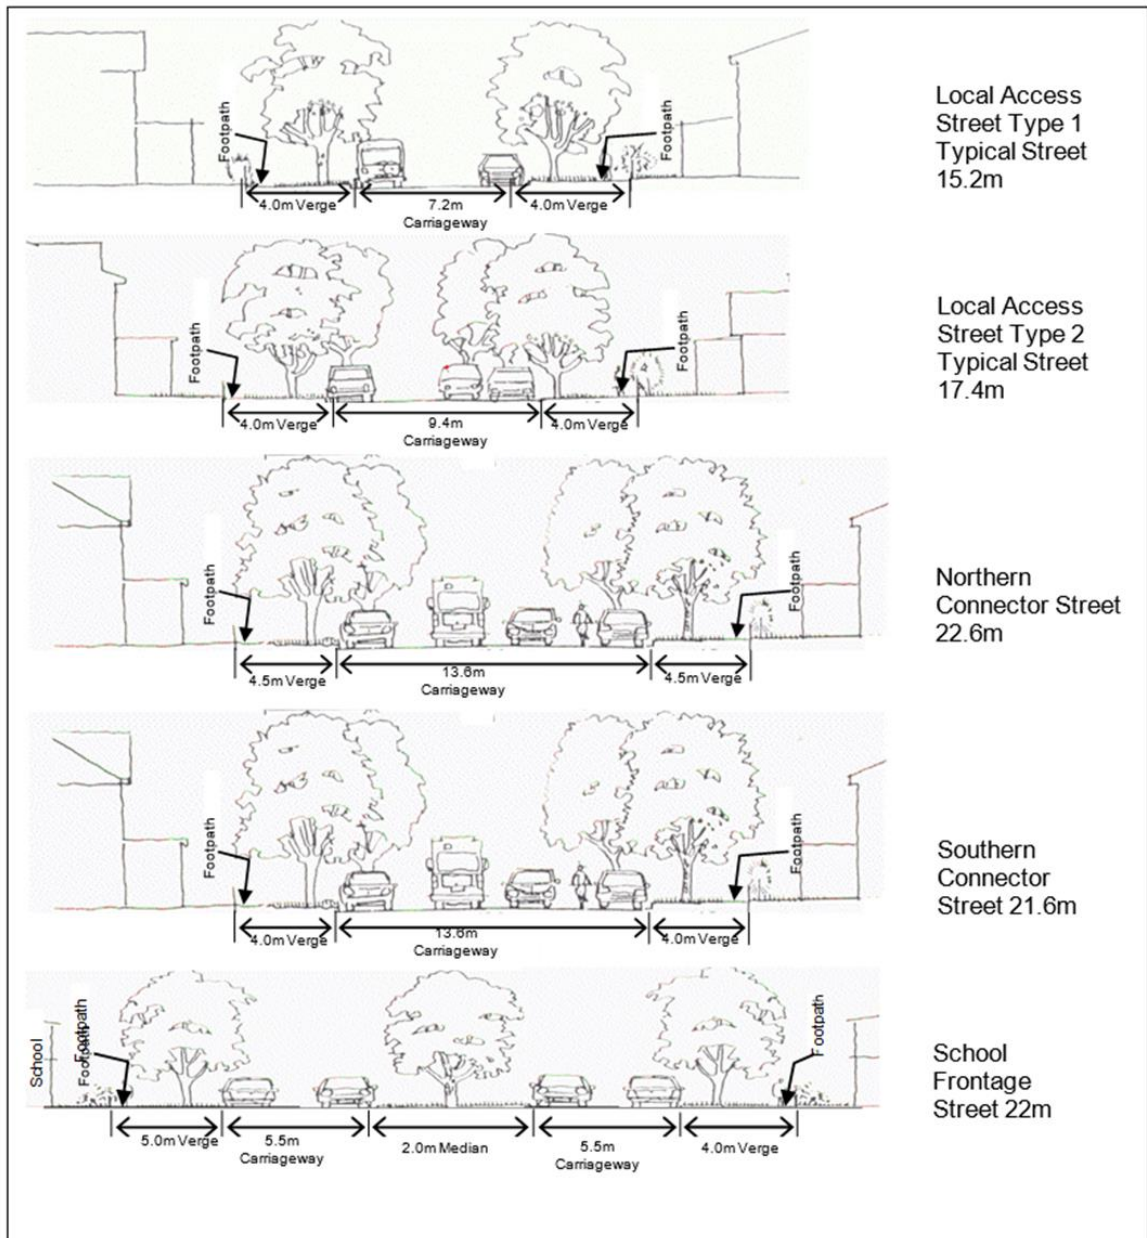 Footpath
Footpath
4.0m Verge
7.2m
Carriageway
4.0m Verge
Local Access
Street Type 1
Typical Street
15.2m
Footpath
Footpath
4.0m Verge
9.4m
Carriageway
4.0m Verge
Local Access
Street Type 2
Typical Street
17.4m
Footpath
Footpath
4.5m Verge
13.6m
Carriageway
4.5m Verge
Northern
Connector Street
22.6m
Footpath
Footpath
4.0m Verge
13.6m
Carriageway
4.0m Verge
Southern
Connector
Street 21.6m
School
Footpath
Footpath
Footpath
5.0m Verge
5.5m
Carriageway
2.0m Median
5.5m
Carriageway
4.0m Verge
School
Frontage
Street 22m